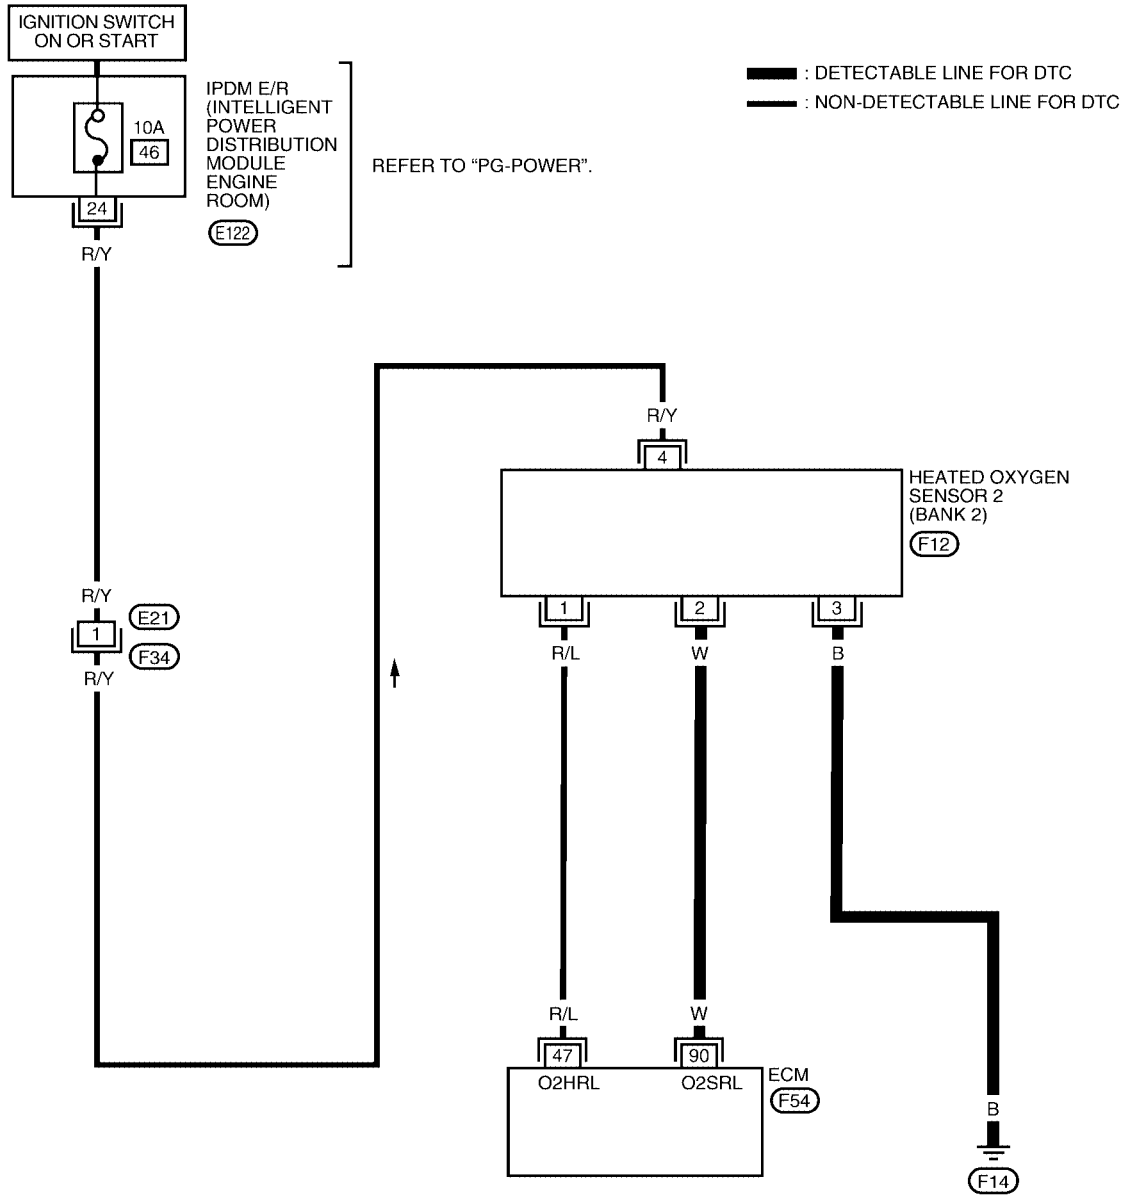 IGNITION SWITCH
ON OR START
IPDM E/R
(INTELLIGENT
POWER
DISTRIBUTION
MODULE
ENGINE
ROOM)
E122
10A
46
24
R/Y
REFER TO “PG-POWER”.
: DETECTABLE LINE FOR DTC
: NON-DETECTABLE LINE FOR DTC
R/Y
4
HEATED OXYGEN
SENSOR 2
(BANK 2)
F12
R/Y
1
E21
F34
R/Y
1
2
3
R/L
W
B
R/L
W
47
90
O2HRL
O2SRL
ECM
F54
B
F14